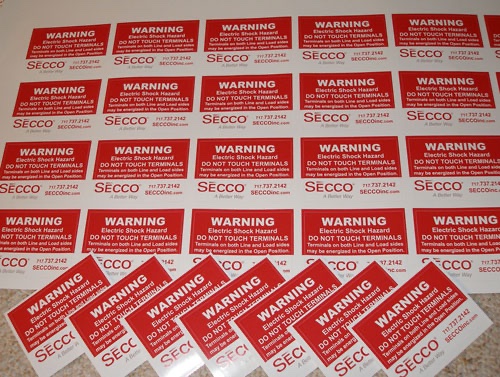 WARNING
Electric Shock Hazard
DO NOT TOUCH TERMINALS
Terminals on both Line and Load sides
may be energized in the Open Position.
SECCO
A Better Way
717.737.2142
SECCOinc.com